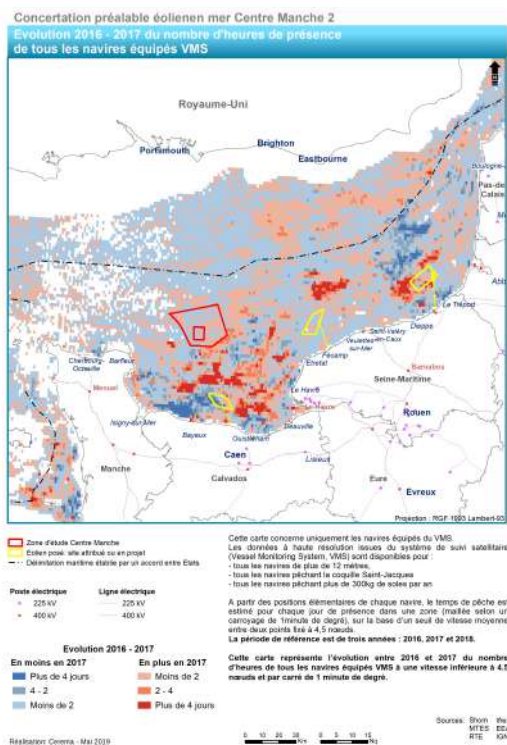 Concertation préalable éolienen mer Centre Manche 2
Evolution 2016 - 2017 du nombre d'heures de présence
de tous les navires équipés VMS
Royaume-Uni
Portsmouth
Brighton
Eastbourne
Boulogne-
Pas-de
Calais
Le Tréport
Dieppe
Saint-Valéry
en-Caux
Veulettes
sur-Mer
Fécamp
Etretat
Cherbourg-
Octeville
Barfleur
Menuel
Seine-Maritime
Barnabos
Le Havre
Le Havre
Rouen
Isigny-sur-Mer
Bayeux
Ouistreham
Deauville
Caen
Lisieux
Manche
Calvados
Eure
Evreux
Projection : RGF 1993 Lambert-93
Zone d'étude Centre Manche
Eolien posé: site attribué ou en projet
Délimitation maritime établie par un accord entre Etats
Poste électrique
225 kV
400 kV
Ligne électrique
225 kV
400 kV
Evolution 2016 - 2017
En moins en 2017
Plus de 4 jours
4 - 2
Moins de 2
En plus en 2017
Moins de 2
2 - 4
Plus de 4 jours
Cette carte concerne uniquement les navires équipés du VMS.
Les données à haute résolution issues du système de suivi satellitaire
(Vessel Monitoring System, VMS) sont disponibles pour :
- tous les navires de plus de 12 mètres,
- tous les navires pêchant la coquille Saint-Jacques
- tous les navires pêchant plus de 300kg de soles par an
A partir des positions élémentaires de chaque navire, le temps de pêche est
estimé pour chaque jour de présence dans une zone (maillée selon un
carroyage de 1minute de degré), sur la base d'un seuil de vitesse moyenne
entre deux points fixé à 4,5 nœuds.
La période de référence est de trois années : 2016, 2017 et 2018.
Cette carte représente l'évolution entre 2016 et 2017 du nombre
d'heures de tous les navires équipés VMS à une vitesse inférieure à 4.5
nœuds et par carré de 1 minute de degré.
Sources: Shom
MTES EEA
RTE IGN
Réalisation: Cerema - Mai 2019